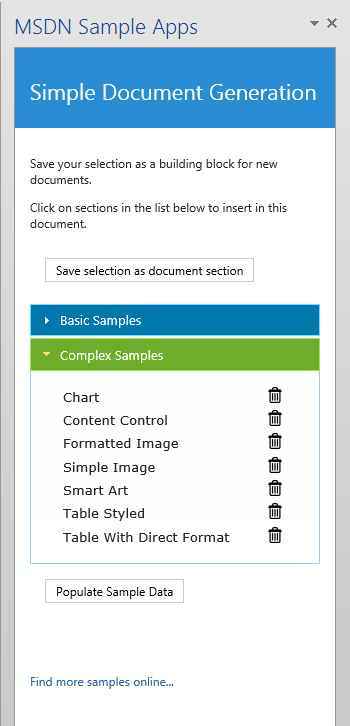 MSDN Sample Apps
Simple Document Generation
Save your selection as a building block for new
documents.
Click on sections in the list below to insert in this
document.
Save selection as document section
Basic Samples
Complex Samples
Chart
Content Control
Formatted Image
Simple Image
Smart Art
Table Styled
Table With Direct Format
Populate Sample Data
Find more samples online...